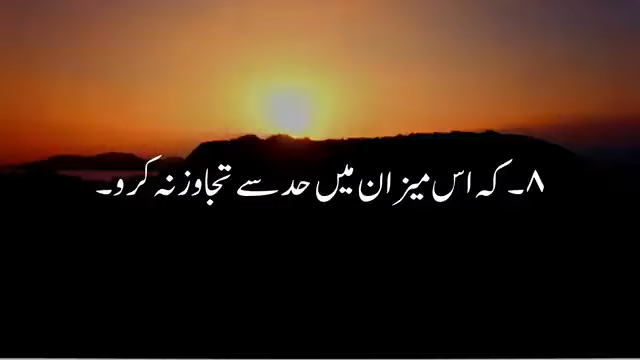 ۸۔ کہ اس میزان میں حد سے تجاوز نہ کرو۔